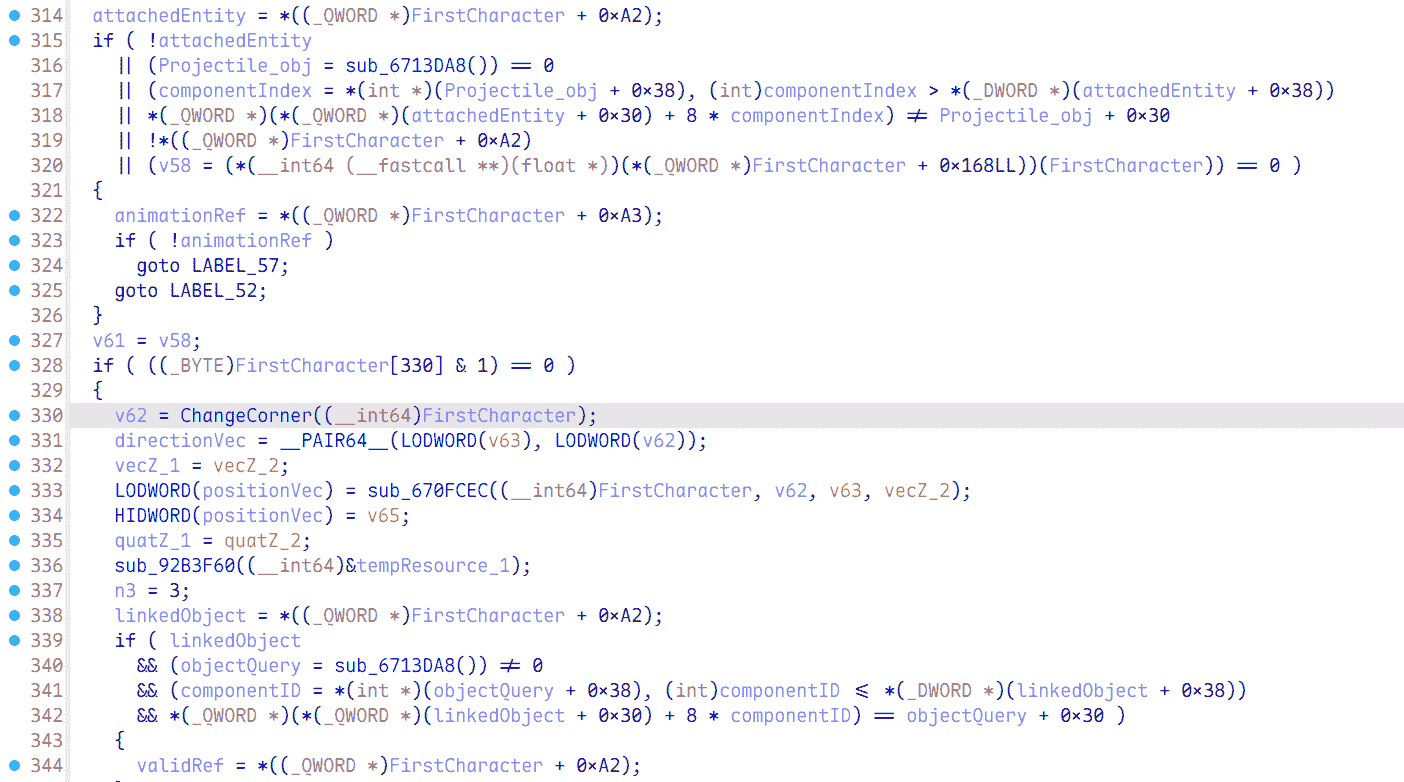 314 attachedEntity = *((_QWORD *)FirstCharacter + 0xA2);
315 if ( !attachedEntity
316 || (Projectile_obj = sub_6713DA8()) == 0
317 || (componentIndex = *(int *)(Projectile_obj + 0x38), (int)componentIndex > *(_DWORD *)(attachedEntity + 0x38))
318 || *(_QWORD *)(*(_QWORD *)(attachedEntity + 0x30) + 8 * componentIndex) != Projectile_obj + 0x30
319 || !*((_QWORD *)FirstCharacter + 0xA2)
320 || (v58 = (*(__int64 (__fastcall **)(float *))(*(_QWORD *)FirstCharacter + 0x168LL))(FirstCharacter)) == 0 )
321 {
322 animationRef = *((_QWORD *)FirstCharacter + 0xA3);
323 if ( !animationRef )
324 goto LABEL_57;
325 goto LABEL_52;
326 }
327 v61 = v58;
328 if ( ((_BYTE)FirstCharacter[330] & 1) == 0 )
329 {
330 v62 = ChangeCorner((__int64)FirstCharacter);
331 directionVec = __PAIR64__(LODWORD(v63), LODWORD(v62));
332 vecZ_1 = vecZ_2;
333 LODWORD(positionVec) = sub_670FCEC((__int64)FirstCharacter, v62, v63, vecZ_2);
334 HIDWORD(positionVec) = v65;
335 quatZ_1 = quatZ_2;
336 sub_92B3F60((__int64)&tempResource_1);
337 n3 = 3;
338 linkedObject = *((_QWORD *)FirstCharacter + 0xA2);
339 if ( linkedObject
340 && (objectQuery = sub_6713DA8()) != 0
341 && (componentID = *(int *)(objectQuery + 0x38), (int)componentID <= *(_DWORD *)(linkedObject + 0x38))
342 && *(_QWORD *)(*(_QWORD *)(linkedObject + 0x30) + 8 * componentID) == objectQuery + 0x30 )
343 {
344 validRef = *((_QWORD *)FirstCharacter + 0xA2);